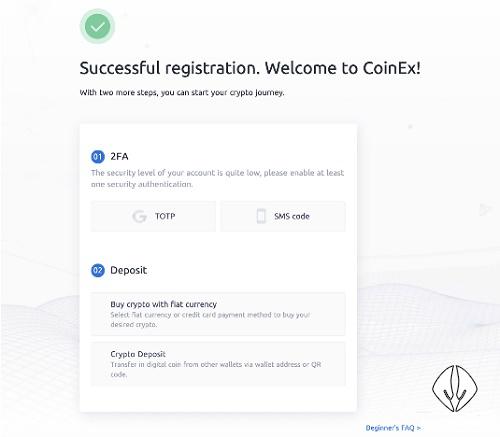 Successful registration. Welcome to CoinEx!
With two more steps, you can start your crypto journey.
01 2FA
The security level of your account is quite low, please enable at least
one security authentication.
TOTP SMS code
02 Deposit
Buy crypto with fiat currency
Select fiat currency or credit card payment method to buy your
desired crypto.
Crypto Deposit
Transfer in digital coin from other wallets via wallet address or QR
code.
Beginner's FAQ >